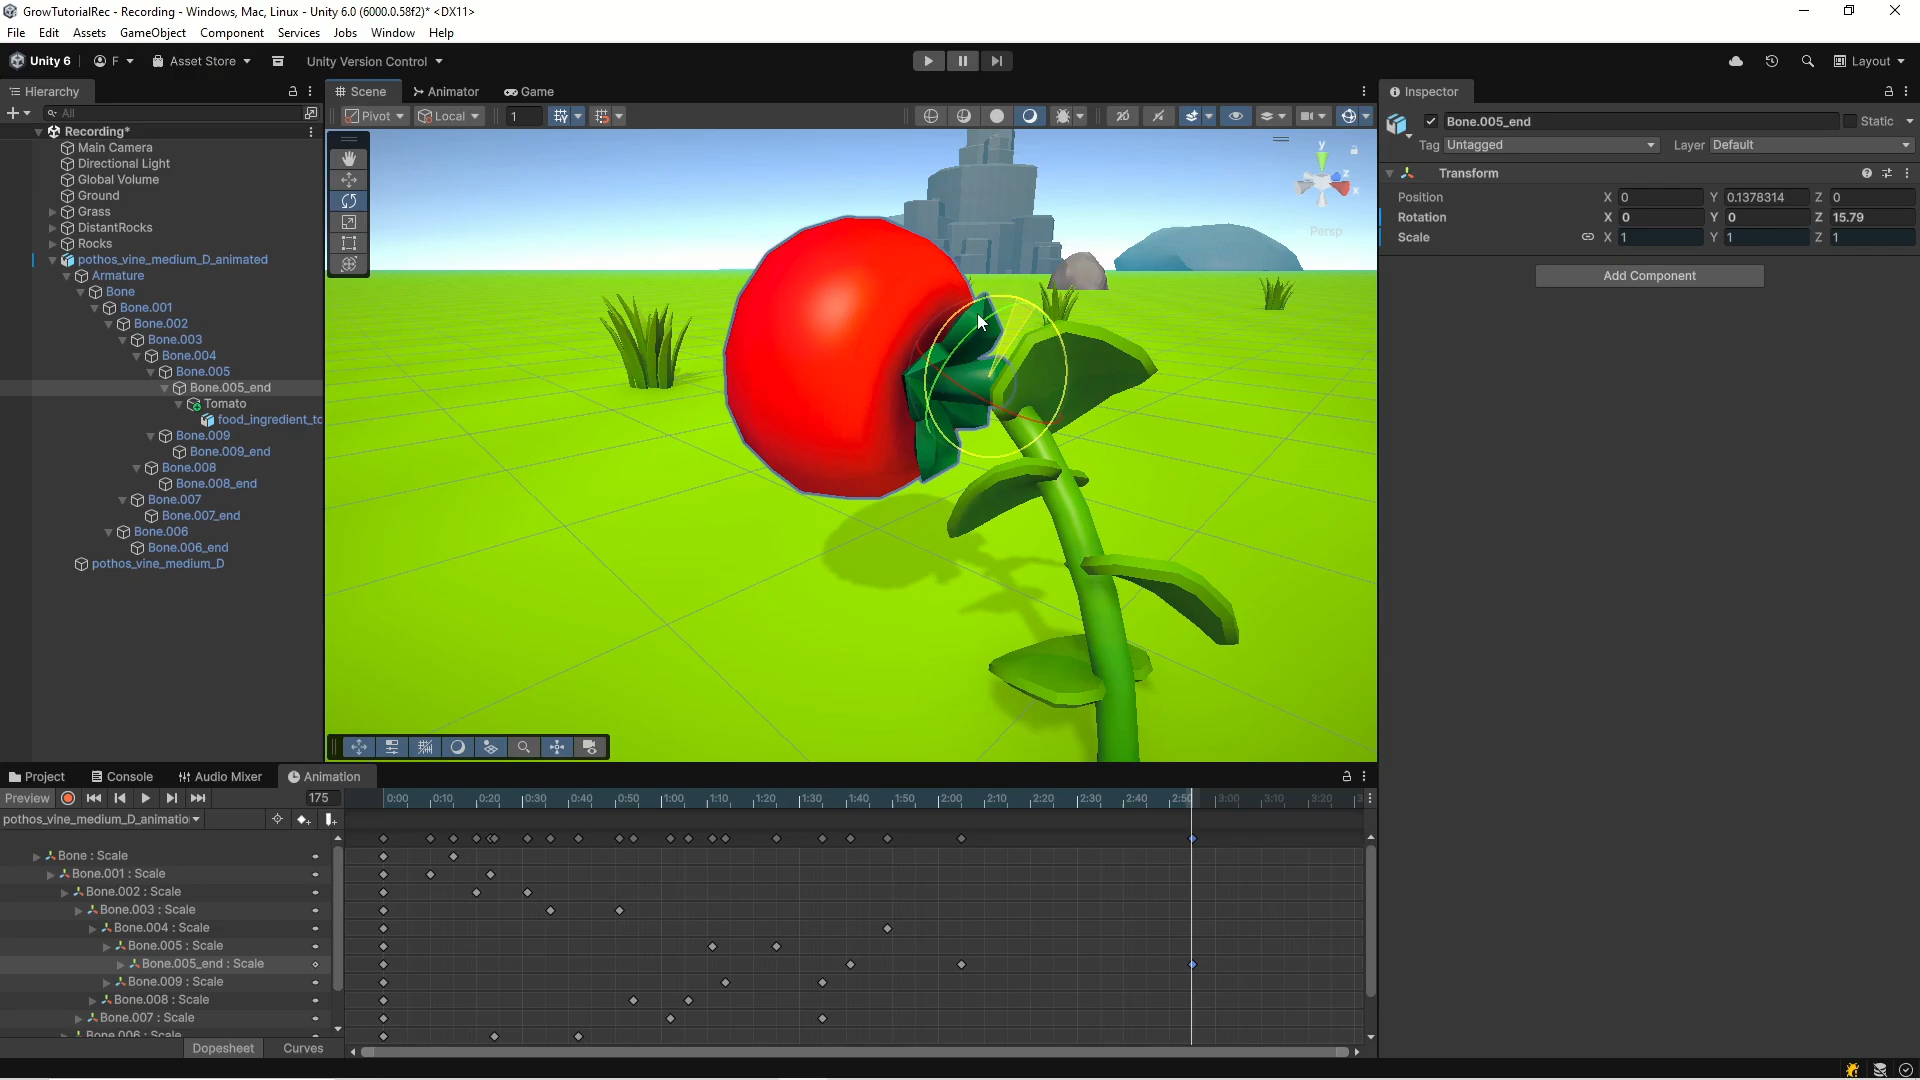 GrowTutorialRec - Recording - Windows, Mac, Linux - Unity 6.0 (6000.0.58f2)* <DX11>
File Edit Assets GameObject Component Services Jobs Window Help
Unity 6 F Asset Store Unity Version Control Layout
Hierarchy Scene Animator Game Inspector
All Pivot Local 1 2D Bone.005_end Static
Recording*
Tag Untagged Layer Default
Main Camera
Directional Light
Global Volume
Ground
Grass
DistantRocks
Rocks
pothos_vine_medium_D_animated
Armature
Bone
Bone.001
Bone.002
Bone.003
Bone.004
Bone.005
Bone.005_end
Tomato
food_ingredient_to
Bone.009
Bone.009_end
Bone.008
Bone.008_end
Bone.007
Bone.007_end
Bone.006
Bone.006_end
pothos_vine_medium_D
y
z
x
Persp
Transform
Position X 0 Y 0.1378314 Z 0
Rotation X 0 Y 0 Z 15.79
Scale X 1 Y 1 Z 1
Add Component
Project Console Audio Mixer Animation
Preview 175 0:00 0:10 0:20 0:30 0:40 0:50 1:00 1:10 1:20 1:30 1:40 1:50 2:00 2:10 2:20 2:30 2:40 2:50 3:00 3:10 3:20
pothos_vine_medium_D_animatio
Bone : Scale
Bone.001 : Scale
Bone.002 : Scale
Bone.003 : Scale
Bone.004 : Scale
Bone.005 : Scale
Bone.005_end : Scale
Bone.009 : Scale
Bone.008 : Scale
Bone.007 : Scale
Bone.006 : Scale
Dopesheet Curves